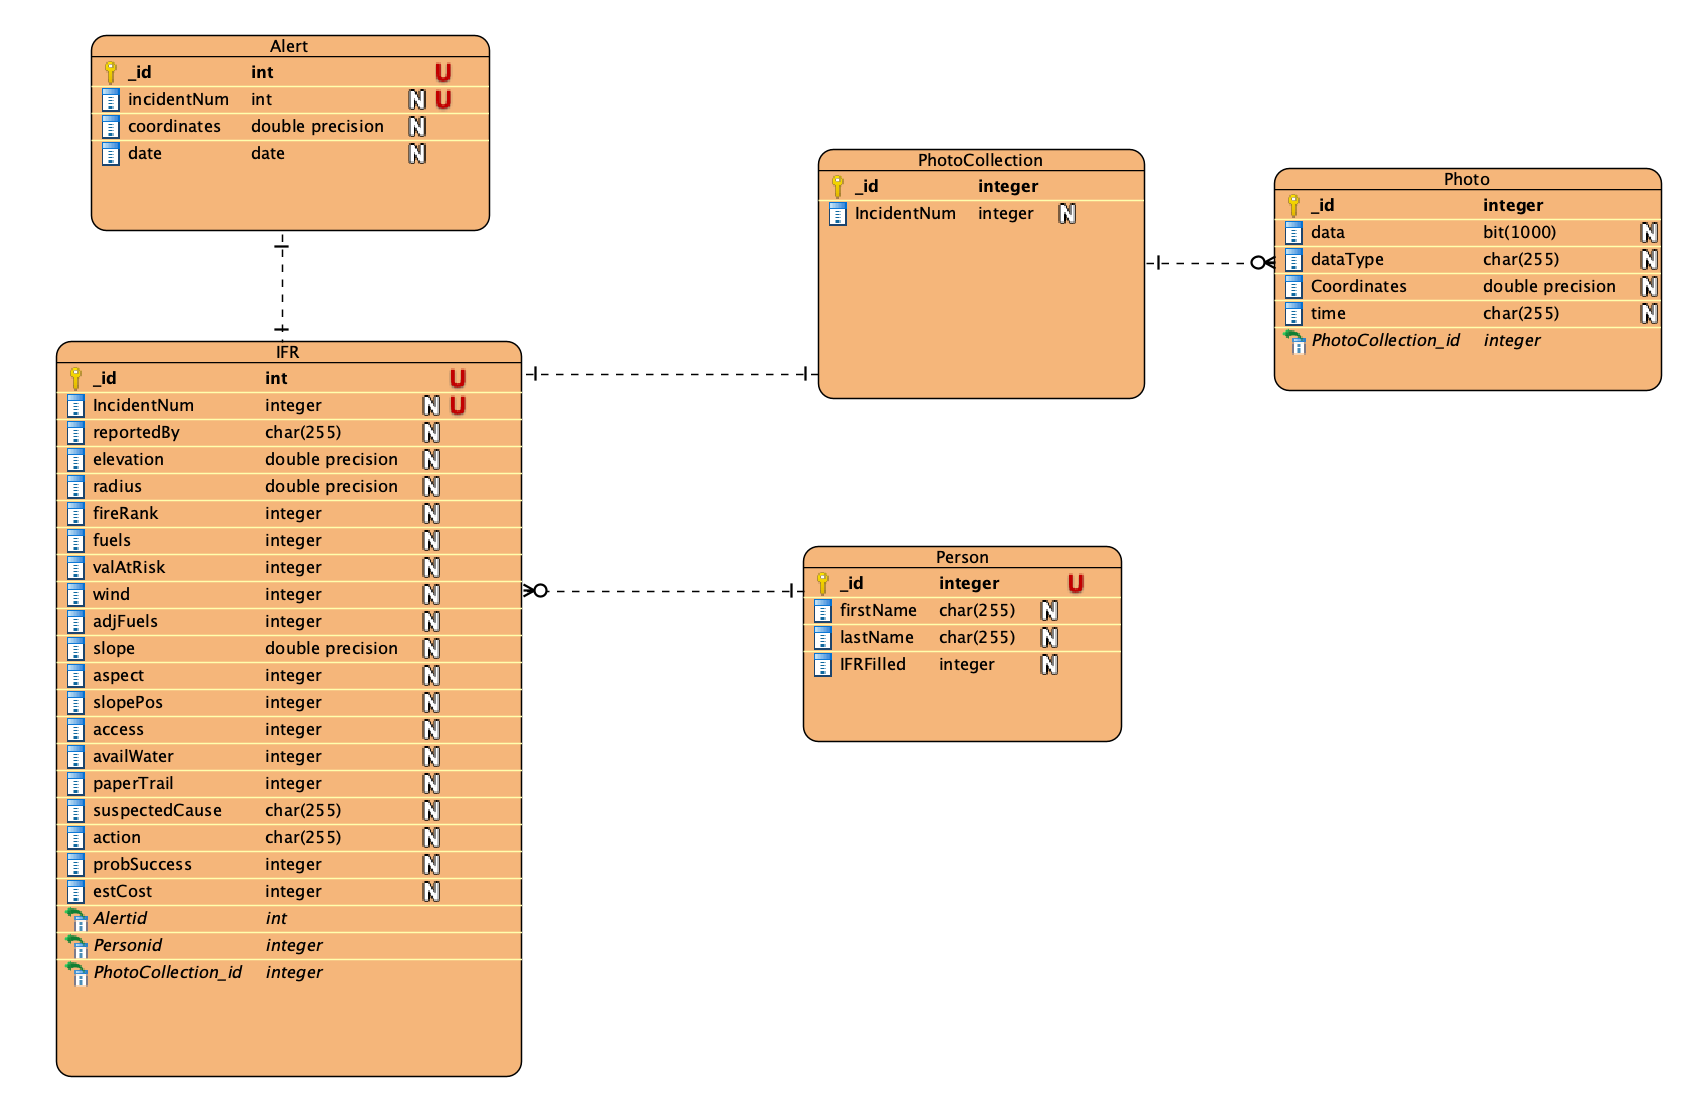 Alert
_id int U
incidentNum int N U
coordinates double precision N
date date N
PhotoCollection
_id integer
IncidentNum integer N
Photo
_id integer
data bit(1000) N
dataType char(255) N
Coordinates double precision N
time char(255) N
PhotoCollection_id integer
IFR
_id int U
IncidentNum integer N U
reportedBy char(255) N
elevation double precision N
radius double precision N
fireRank integer N
fuels integer N
valAtRisk integer N
wind integer N
adjFuels integer N
slope double precision N
aspect integer N
slopePos integer N
access integer N
availWater integer N
paperTrail integer N
suspectedCause char(255) N
action char(255) N
probSuccess integer N
estCost integer N
Alertid int
Personid integer
PhotoCollection_id integer
Person
_id integer U
firstName char(255) N
lastName char(255) N
IFRFilled integer N